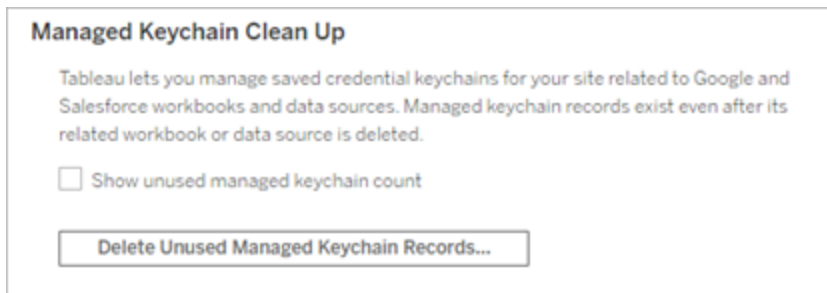 Managed Keychain Clean Up
Tableau lets you manage saved credential keychains for your site related to Google and
Salesforce workbooks and data sources. Managed keychain records exist even after its
related workbook or data source is deleted.
Show unused managed keychain count
Delete Unused Managed Keychain Records...